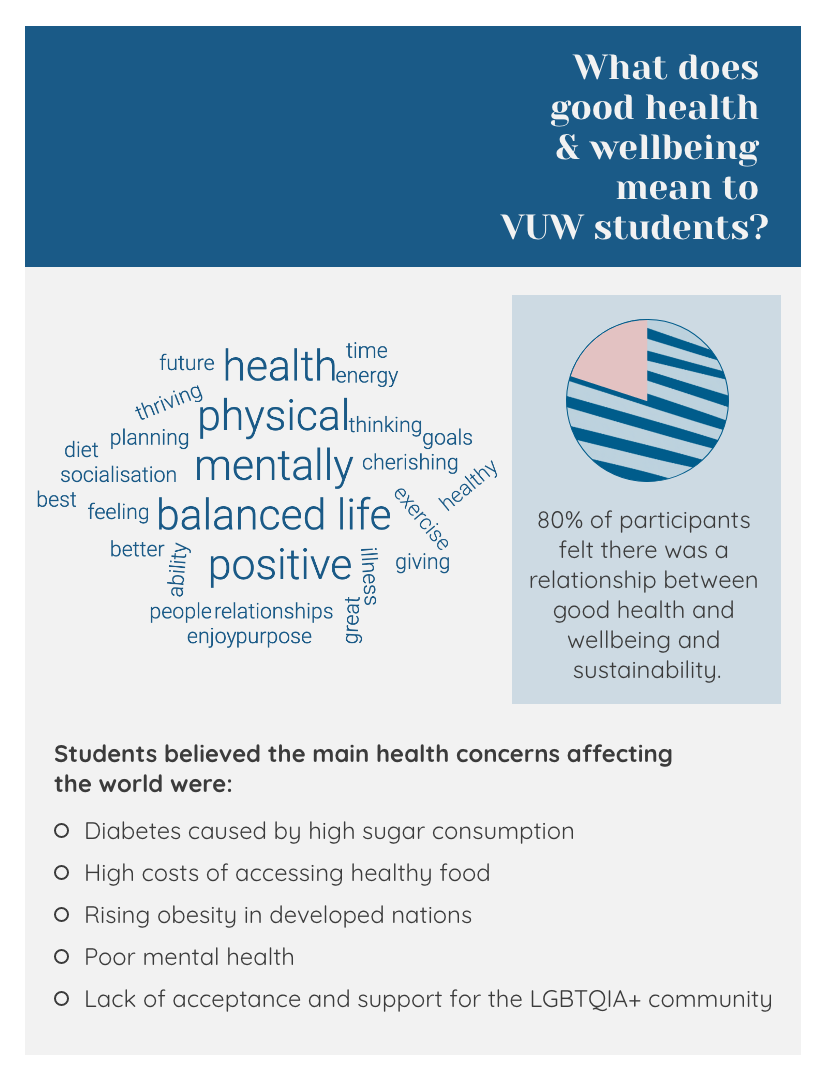 What does
good health
& wellbeing
mean to
VUW students?
future health time
energy
thriving
physical thinking
diet planning goals
socialisation mentally cherishing
best feeling balanced life exercise healthy
better ability positive illness giving
people relationships great
enjoy purpose
80% of participants
felt there was a
relationship between
good health and
wellbeing and
sustainability.
Students believed the main health concerns affecting
the world were:
Diabetes caused by high sugar consumption
High costs of accessing healthy food
Rising obesity in developed nations
Poor mental health
Lack of acceptance and support for the LGBTQIA+ community